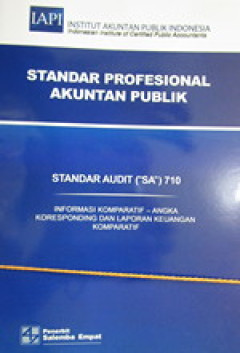 IAPI
INSTITUT AKUNTAN PUBLIK INDONESIA
Indonesian Institute of Certified Public Accountants
STANDAR PROFESIONAL
AKUNTAN PUBLIK
STANDAR AUDIT ("SA") 710
INFORMASI KOMPARATIF – ANGKA
KORESPONDING DAN LAPORAN KEUANGAN
KOMPARATIF
Penerbit
Salemba Empat